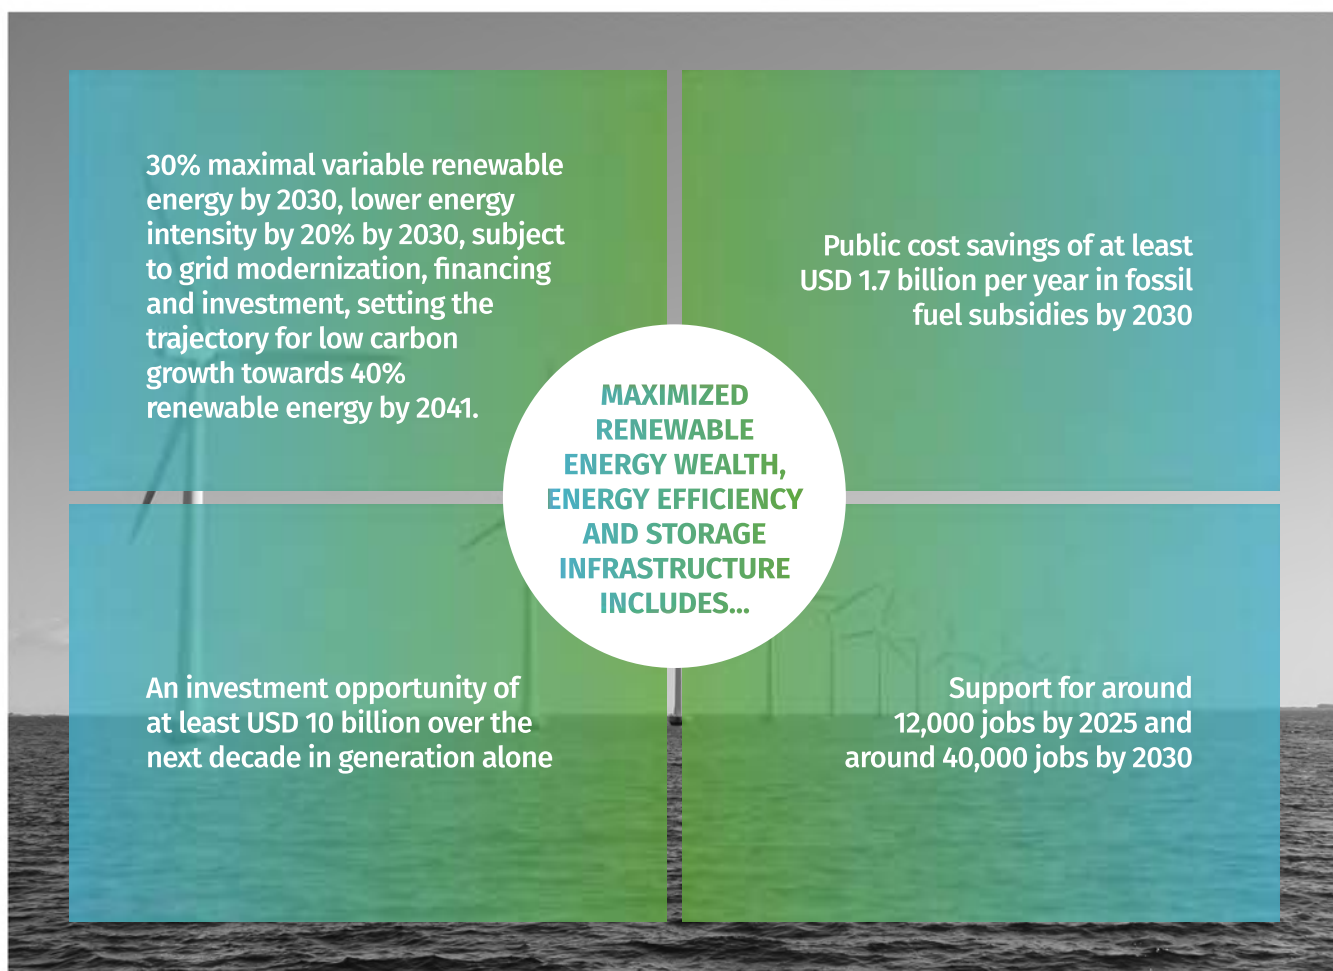 30% maximal variable renewable
energy by 2030, lower energy
intensity by 20% by 2030, subject
to grid modernization, financing
and investment, setting the
trajectory for low carbon
growth towards 40%
renewable energy by 2041.
Public cost savings of at least
USD 1.7 billion per year in fossil
fuel subsidies by 2030
MAXIMIZED
RENEWABLE
ENERGY WEALTH,
ENERGY EFFICIENCY
AND STORAGE
INFRASTRUCTURE
INCLUDES...
An investment opportunity of
at least USD 10 billion over the
next decade in generation alone
Support for around
12,000 jobs by 2025 and
around 40,000 jobs by 2030